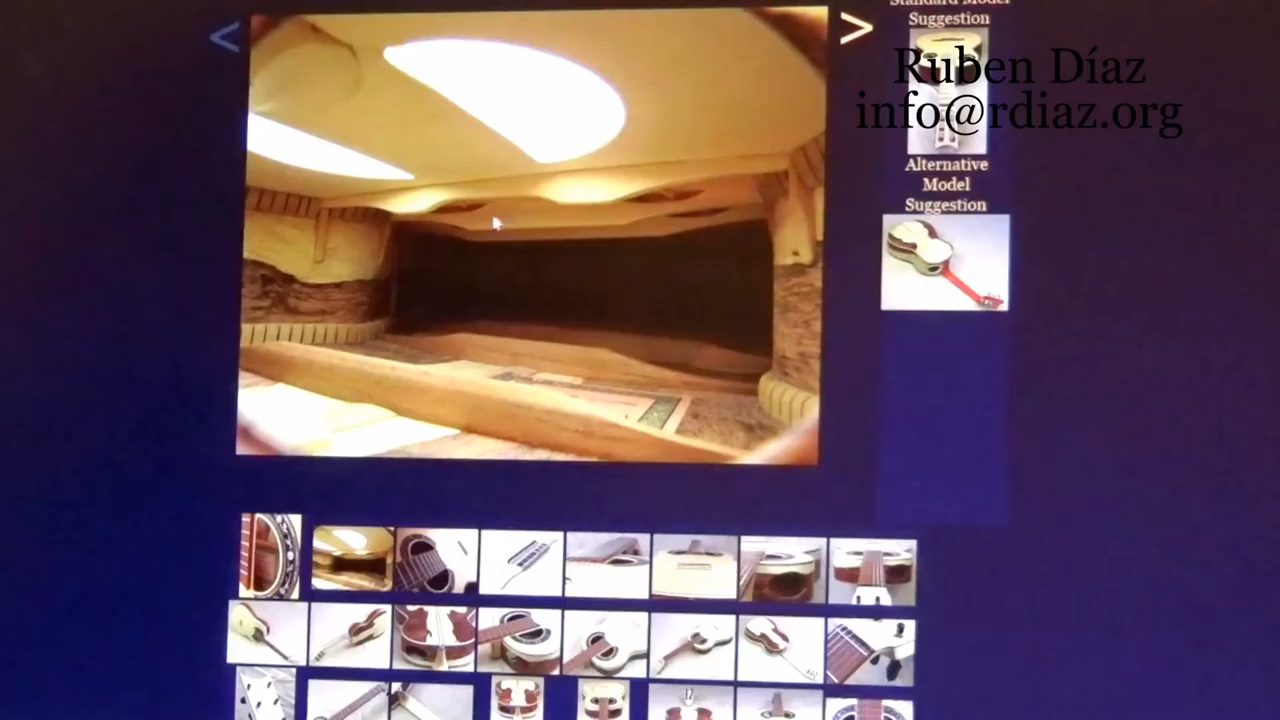 Standard Model
Suggestion
Ruben Díaz
info@rdiaz.org
Alternative
Model
Suggestion